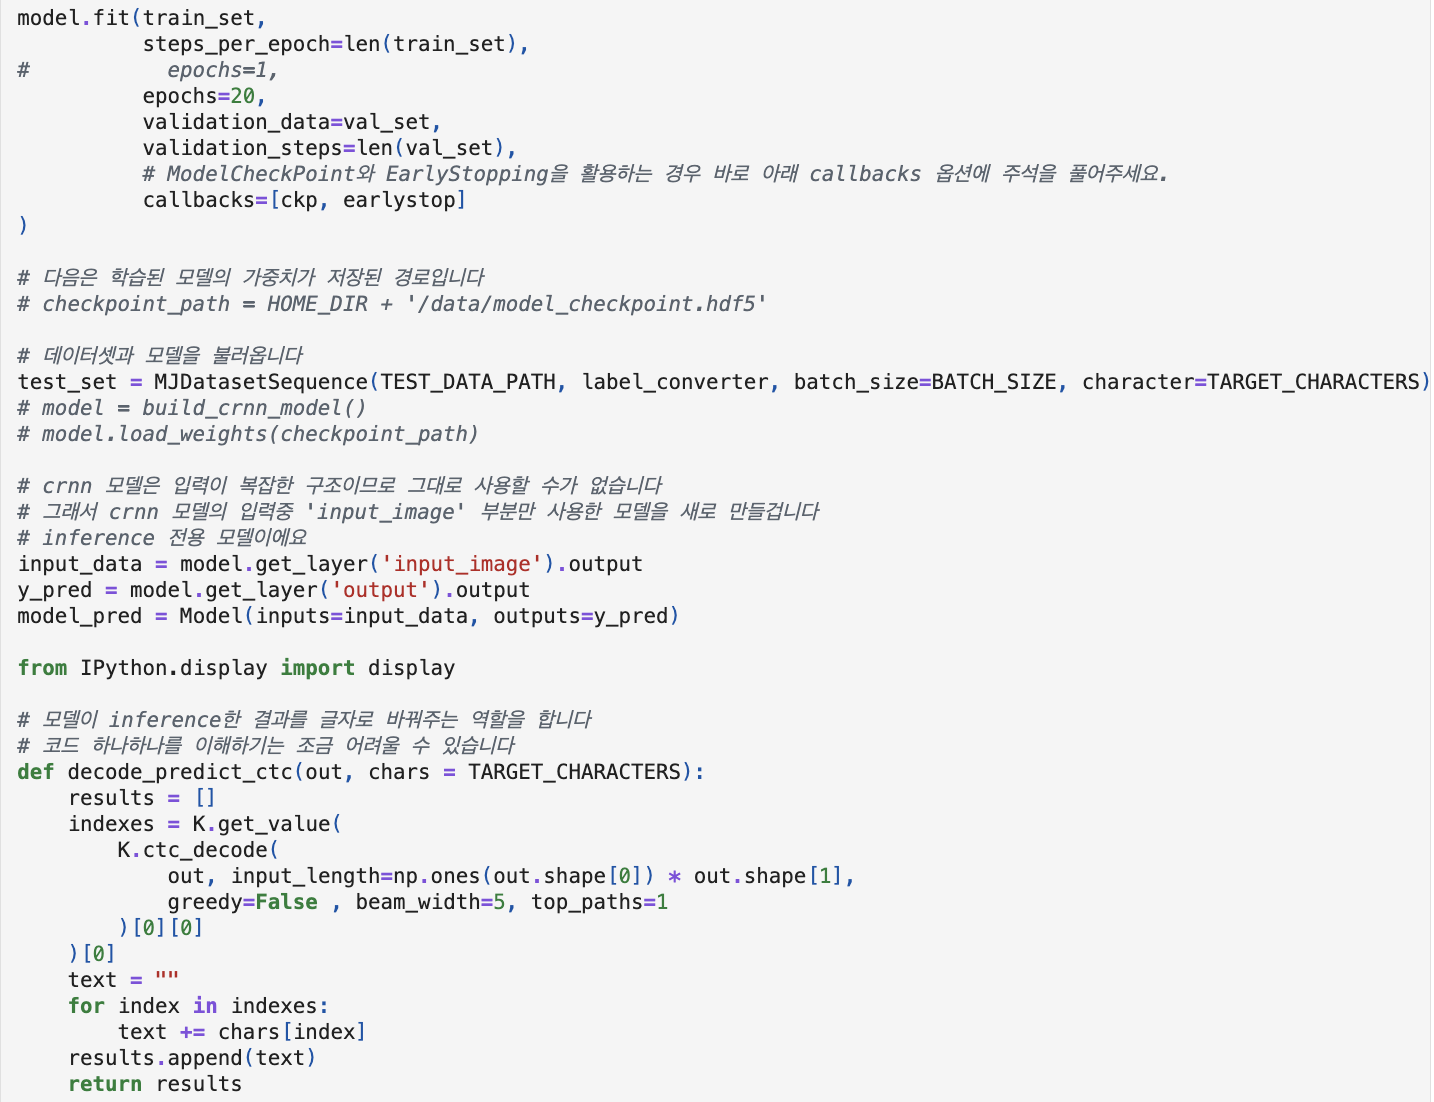 model.fit(train_set,
          steps_per_epoch=len(train_set),
#           epochs=1,
          epochs=20,
          validation_data=val_set,
          validation_steps=len(val_set),
          # ModelCheckPoint와 EarlyStopping을 활용하는 경우 바로 아래 callbacks 옵션에 주석을 풀어주세요.
          callbacks=[ckp, earlystop]
)

# 다음은 학습된 모델의 가중치가 저장된 경로입니다
# checkpoint_path = HOME_DIR + '/data/model_checkpoint.hdf5'

# 데이터셋과 모델을 불러옵니다
test_set = MJDatasetSequence(TEST_DATA_PATH, label_converter, batch_size=BATCH_SIZE, character=TARGET_CHARACTERS)
# model = build_crnn_model()
# model.load_weights(checkpoint_path)

# crnn 모델은 입력이 복잡한 구조이므로 그대로 사용할 수가 없습니다
# 그래서 crnn 모델의 입력중 'input_image' 부분만 사용한 모델을 새로 만들겁니다
# inference 전용 모델이에요
input_data = model.get_layer('input_image').output
y_pred = model.get_layer('output').output
model_pred = Model(inputs=input_data, outputs=y_pred)

from IPython.display import display

# 모델이 inference한 결과를 글자로 바꿔주는 역할을 합니다
# 코드 하나하나를 이해하기는 조금 어려울 수 있습니다
def decode_predict_ctc(out, chars = TARGET_CHARACTERS):
    results = []
    indexes = K.get_value(
        K.ctc_decode(
            out, input_length=np.ones(out.shape[0]) * out.shape[1],
            greedy=False , beam_width=5, top_paths=1
        )[0][0]
    )[0]
    text = ""
    for index in indexes:
        text += chars[index]
    results.append(text)
    return results